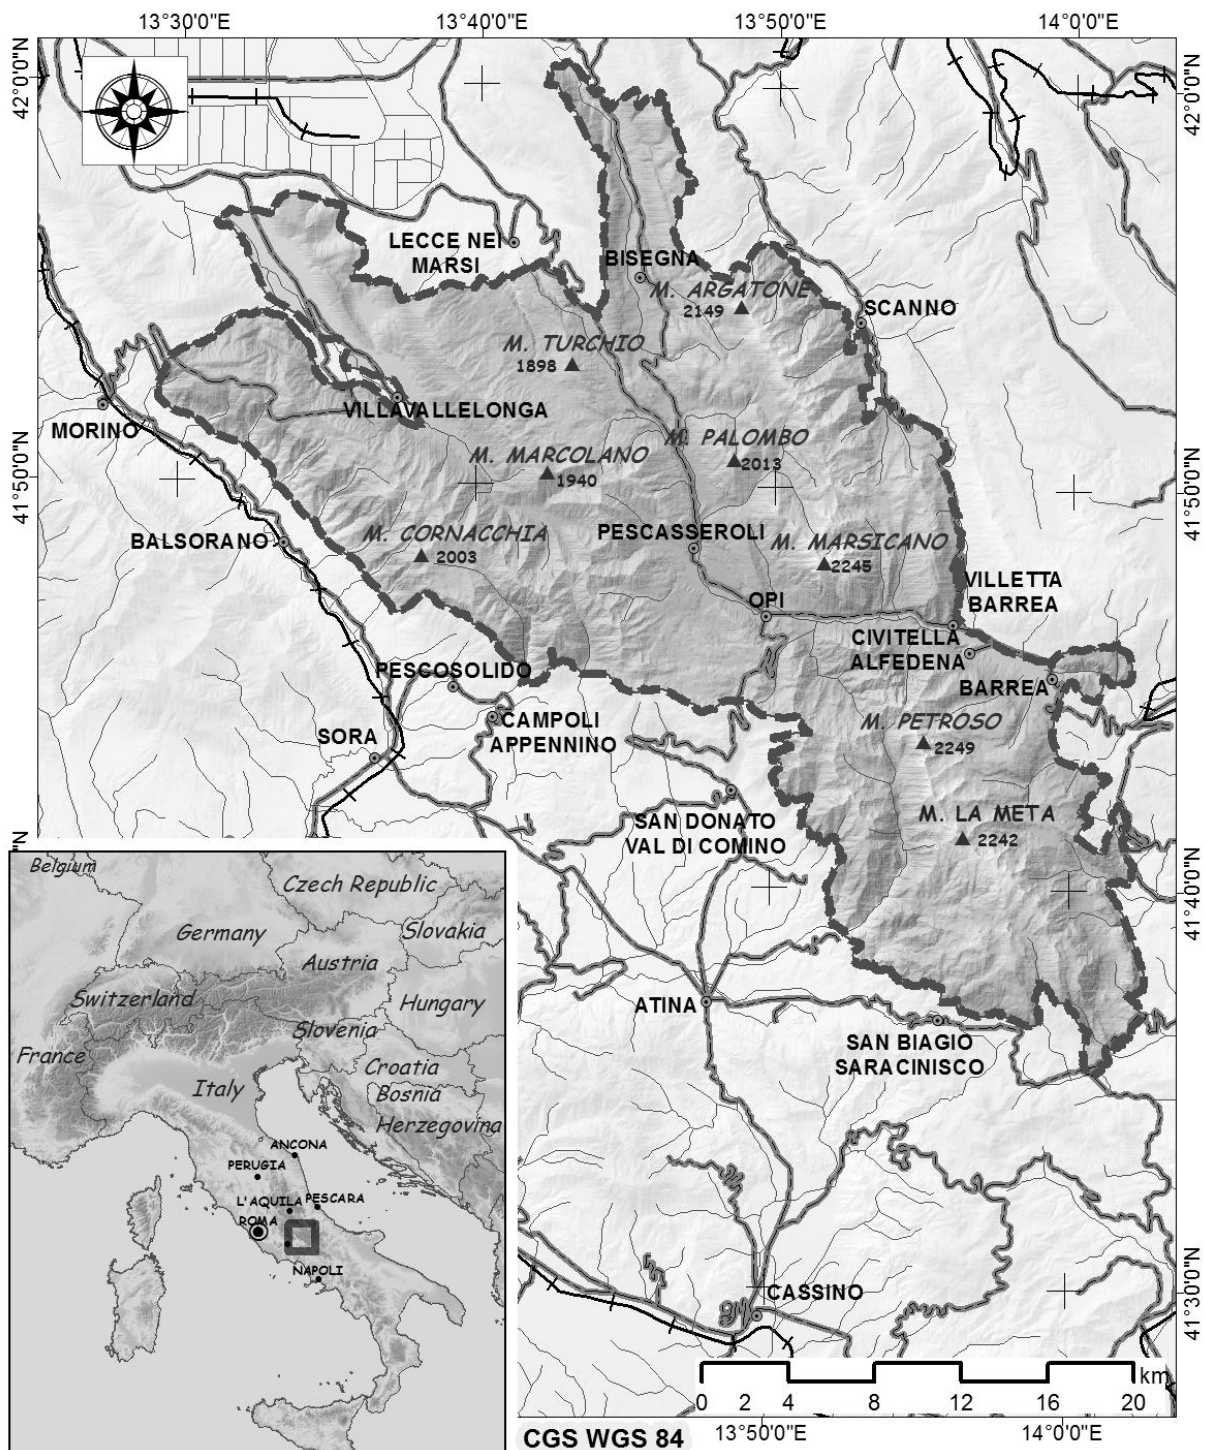 13°30'0"E
13°40'0"E
13°50'0"E
14°0'0"E
42°0'0"N
42°0'0"N
LECCE NEI
MARSI
BISEGNA
M. ARGATONE
2149
SCANNO
M. TURCHIO
1898
VILLAVALLELONGA
MORINO
M. PALOMBO
2013
M. MARCOLANO
1940
41°50'0"N
41°50'0"N
M. CORNACCHIA
2003
PESCASSEROLI
BALSORANO
M. MARSICANO
2245
VILLETTA
BARREA
OPI
CIVITELLA
ALFEDENA
PESCOSOLIDO
BARREA
CAMPOLI
APPENNINO
SORA
M. PETROSO
2249
SAN DONATO
VAL DI COMINO
M. LA META
2242
41°40'0"N
"N
ATINA
SAN BIAGIO
SARACINISCO
CASSINO
41°30'0"N
Belgium
Czech Republic
Germany
Slovakia
Austria
Switzerland
Hungary
Slovenia
France
Croatia
Italy
Bosnia
Herzegovina
ANCONA
PERUGIA
L'AQUILA
PESCARA
ROMA
NAPOLI
km
0 2 4 8 12 16 20
CGS WGS 84
13°50'0"E
14°0'0"E